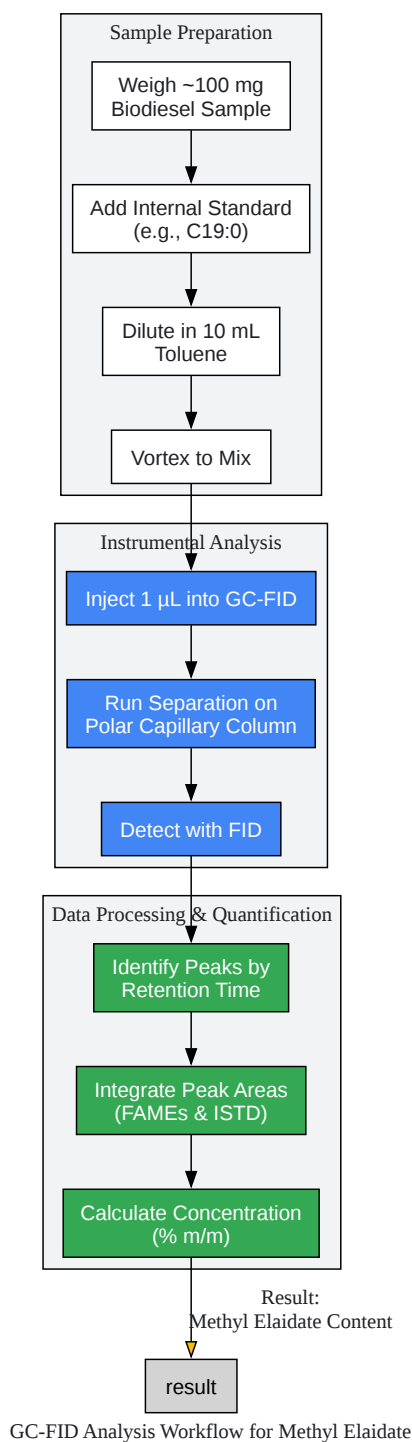 Sample Preparation
Weigh ~100 mg
Biodiesel Sample
Add Internal Standard
(e.g., C19:0)
Dilute in 10 mL
Toluene
Vortex to Mix
Instrumental Analysis
Inject 1 µL into GC-FID
Run Separation on
Polar Capillary Column
Detect with FID
Data Processing & Quantification
Identify Peaks by
Retention Time
Integrate Peak Areas
(FAMEs & ISTD)
Calculate Concentration
(% m/m)
Result:
Methyl Elaidate Content
result
GC-FID Analysis Workflow for Methyl Elaidate